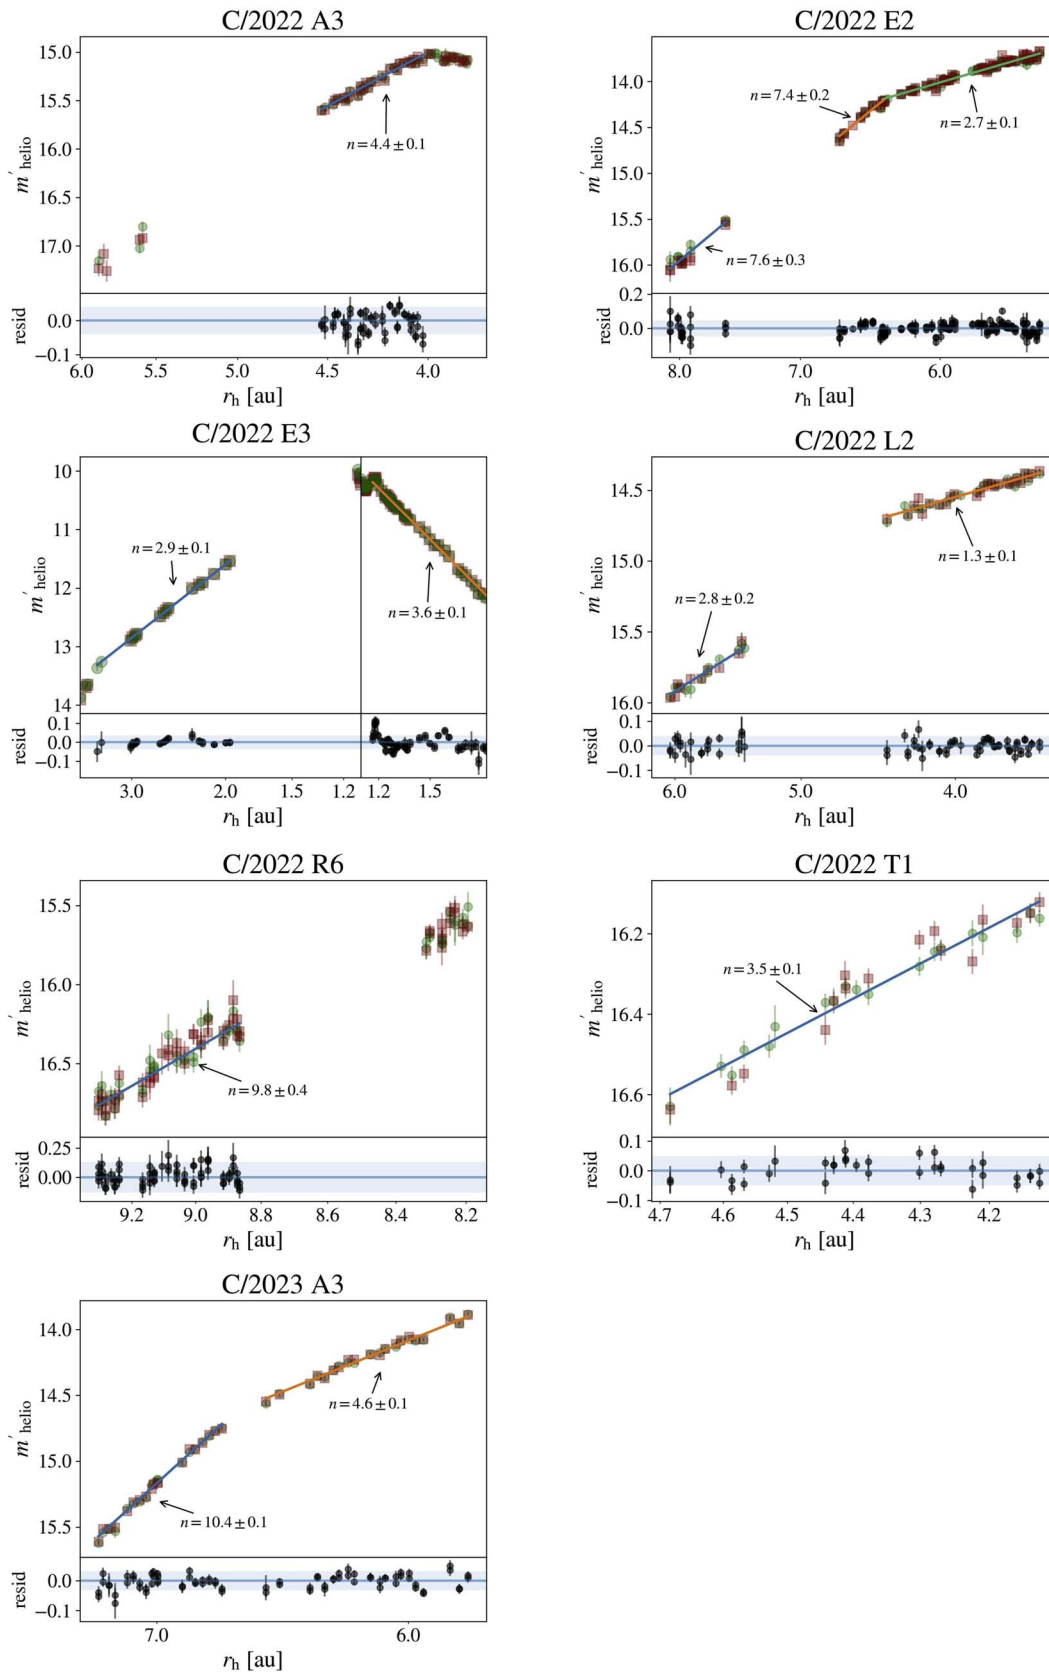 C/2022 A3
15.0
15.5
16.0
16.5
17.0
m′helio
n = 4.4 ± 0.1
0.0
−0.1
resid
6.0 5.5 5.0 4.5 4.0
rh [au]
C/2022 E2
14.0
14.5
15.0
15.5
16.0
m′helio
n = 7.4 ± 0.2
n = 2.7 ± 0.1
n = 7.6 ± 0.3
0.2
0.0
resid
8.0 7.0 6.0
rh [au]
C/2022 E3
10
11
12
13
14
m′helio
n = 2.9 ± 0.1
n = 3.6 ± 0.1
0.1
0.0
−0.1
resid
3.0 2.0 1.5 1.2 1.2 1.5
rh [au]
C/2022 L2
14.5
15.0
15.5
16.0
m′helio
n = 1.3 ± 0.1
n = 2.8 ± 0.2
0.1
0.0
−0.1
resid
6.0 5.0 4.0
rh [au]
C/2022 R6
15.5
16.0
16.5
m′helio
n = 9.8 ± 0.4
0.25
0.00
resid
9.2 9.0 8.8 8.6 8.4 8.2
rh [au]
C/2022 T1
16.2
16.4
16.6
m′helio
n = 3.5 ± 0.1
0.1
0.0
−0.1
resid
4.7 4.6 4.5 4.4 4.3 4.2
rh [au]
C/2023 A3
14.0
14.5
15.0
15.5
m′helio
n = 4.6 ± 0.1
n = 10.4 ± 0.1
0.0
−0.1
resid
7.0 6.0
rh [au]